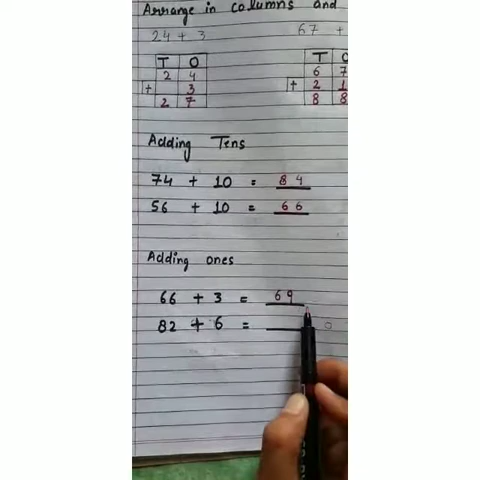 Arrange in columns and
24 + 3
67 +
T O
2 4
+ 3
2 7
T O
6 7
+ 2 1
8 8
Adding Tens
74 + 10 = 84
56 + 10 = 66
Adding ones
66 + 3 = 69
82 + 6 =